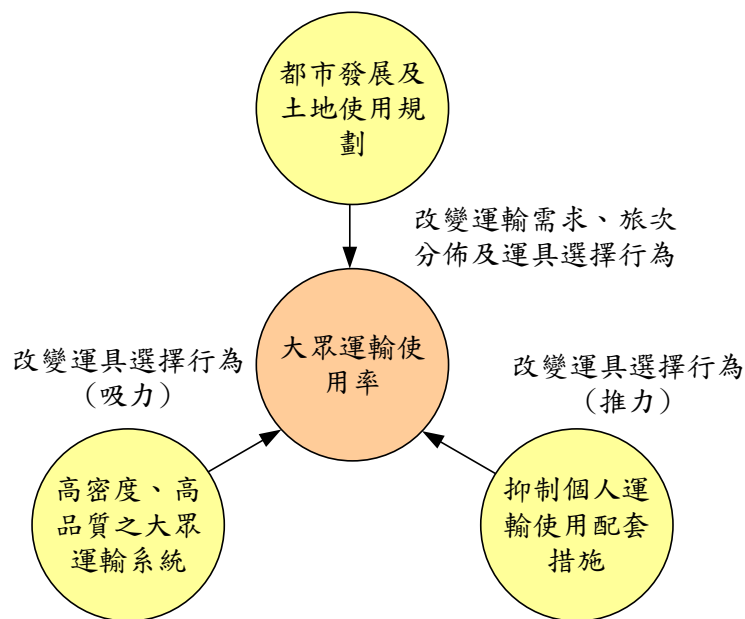 都市發展及
土地使用規
劃
改變運輸需求、旅次
分佈及運具選擇行為
大眾運輸使
用率
改變運具選擇行為
（吸力）
改變運具選擇行為
（推力）
高密度、高
品質之大眾
運輸系統
抑制個人運
輸使用配套
措施